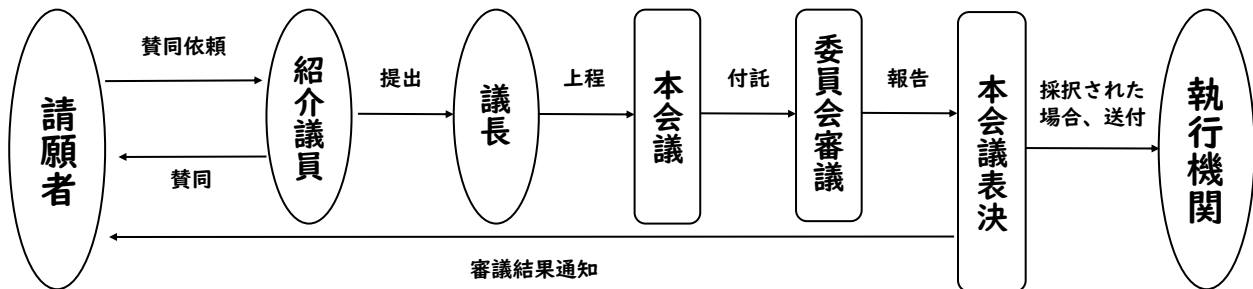 請願者
賛同依頼
賛同
紹介議員
提出
議長
上程
本会議
付託
委員会審議
報告
本会議表決
採択された
場合、送付
執行機関
審議結果通知